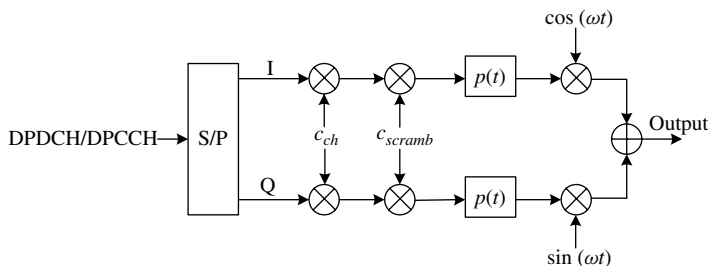 cos (ωt)
I
p(t)
DPDCH/DPCCH
S/P
c_ch
c_scramb
Output
Q
p(t)
sin (ωt)